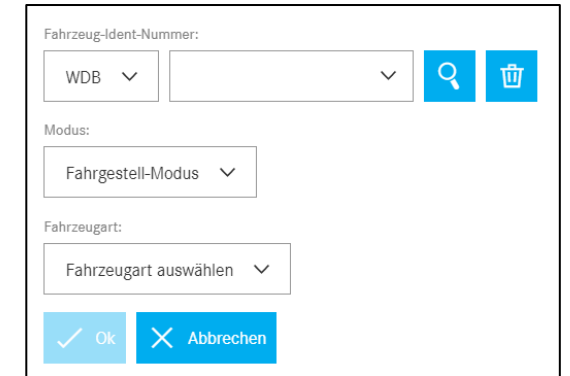 Fahrzeug-Ident-Nummer:
WDB
Modus:
Fahrgestell-Modus
Fahrzeugart:
Fahrzeugart auswählen
Ok Abbrechen